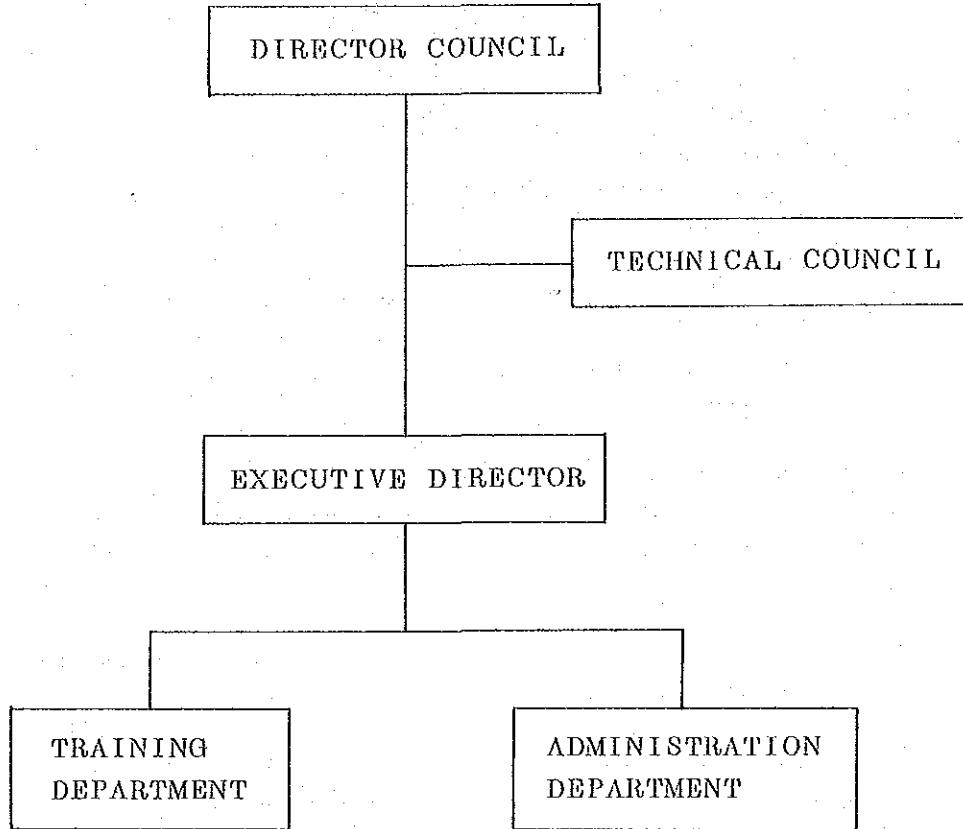 DIRECTOR COUNCIL
TECHNICAL COUNCIL
EXECUTIVE DIRECTOR
TRAINING
DEPARTMENT
ADMINISTRATION
DEPARTMENT